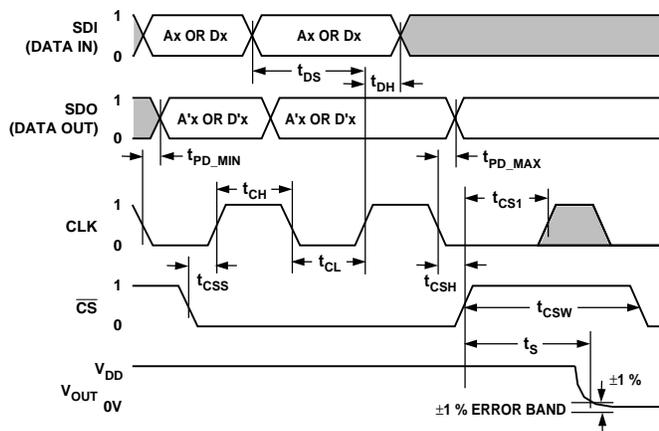 SDI
(DATA IN)
1
0
Ax OR Dx
Ax OR Dx
tDS
tDH
SDO
(DATA OUT)
1
0
A'x OR D'x
A'x OR D'x
tPD_MIN
tPD_MAX
tCH
tCS1
CLK
1
0
tCSS
tCL
tCSH
CS
1
0
tCSW
tS
VDD
VOUT
0V
±1 %
±1 % ERROR BAND